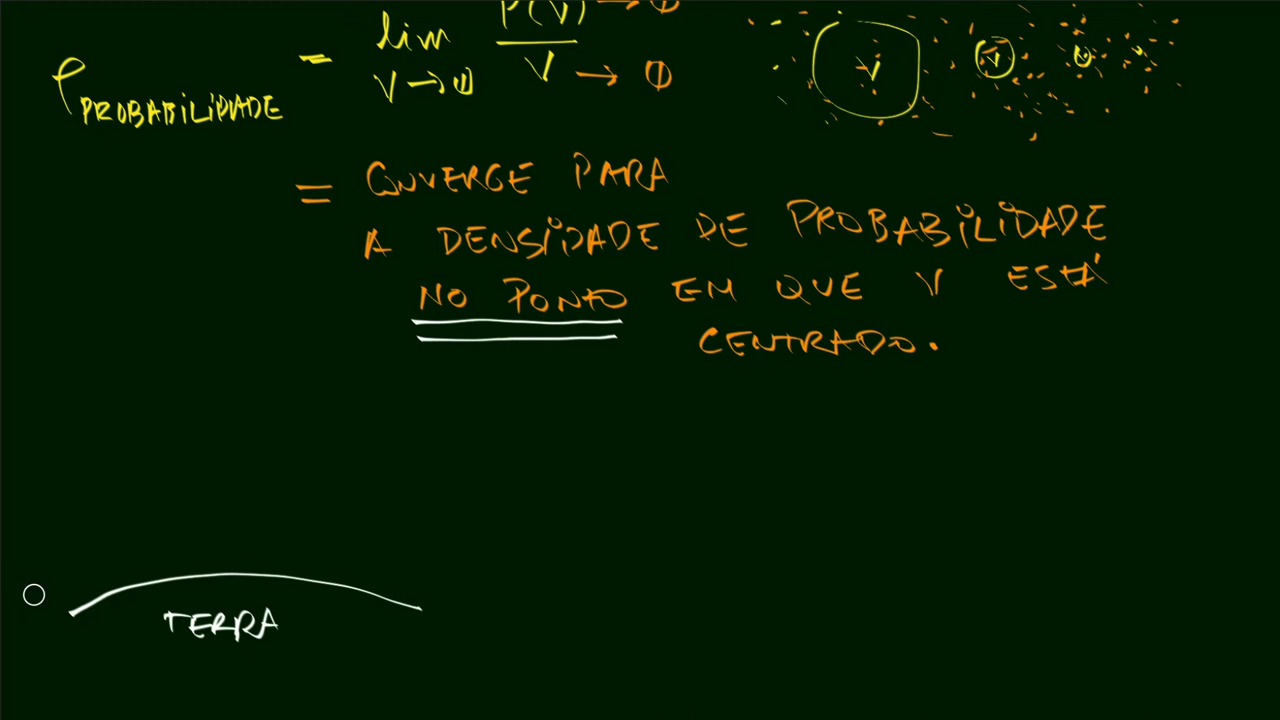 ρ PROBABILIDADE = lim V→0 P(V)→0 / V→0
V V V
= CONVERGE PARA
A DENSIDADE DE PROBABILIDADE
NO PONTO EM QUE V ESTÁ
CENTRADO.
TERRA